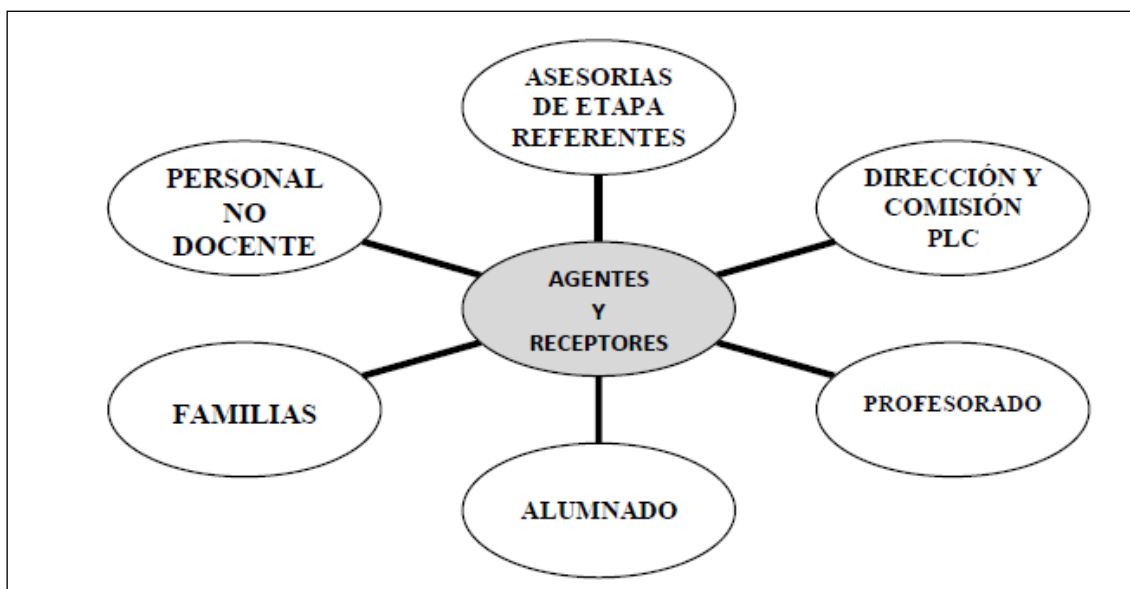 ASESORIAS
DE ETAPA
REFERENTES
DIRECCIÓN Y
COMISIÓN
PLC
PERSONAL
NO
DOCENTE
AGENTES
Y
RECEPTORES
PROFESORADO
FAMILIAS
ALUMNADO